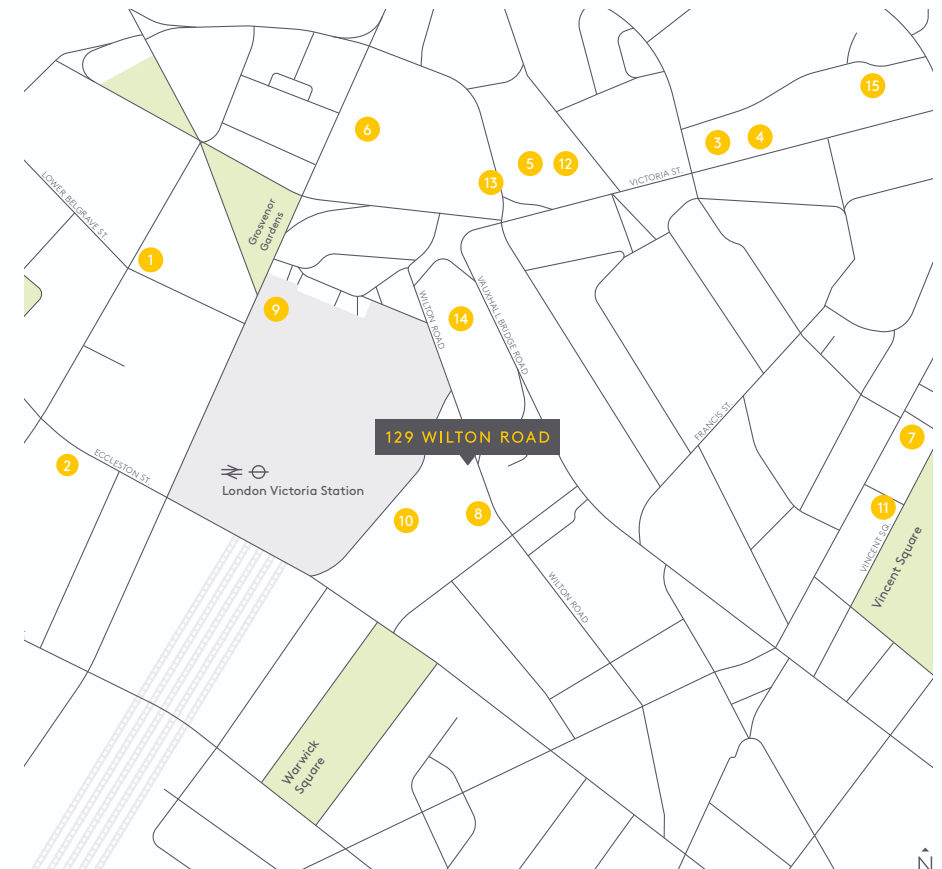 15
6
3
4
5
12
13
VICTORIA ST.
LOWER BELGRAVE ST.
Grosvenor
Gardens
1
9
WILTON ROAD
14
VAUXHALL BRIDGE ROAD
FRANCIS ST.
129 WILTON ROAD
7
2
ECCLESTON ST.
London Victoria Station
10
8
11
VINCENT SQ.
Vincent Square
WILTON ROAD
Warwick
Square
N